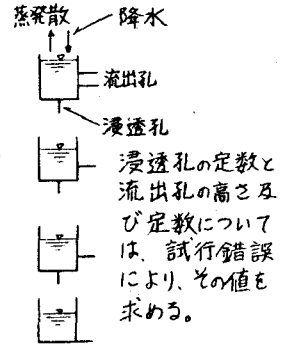 蒸発散
降水
流出孔
浸透孔
浸透孔の定数と
流出孔の高さ及
び定数について
は、試行錯誤
により、その値を
求める。